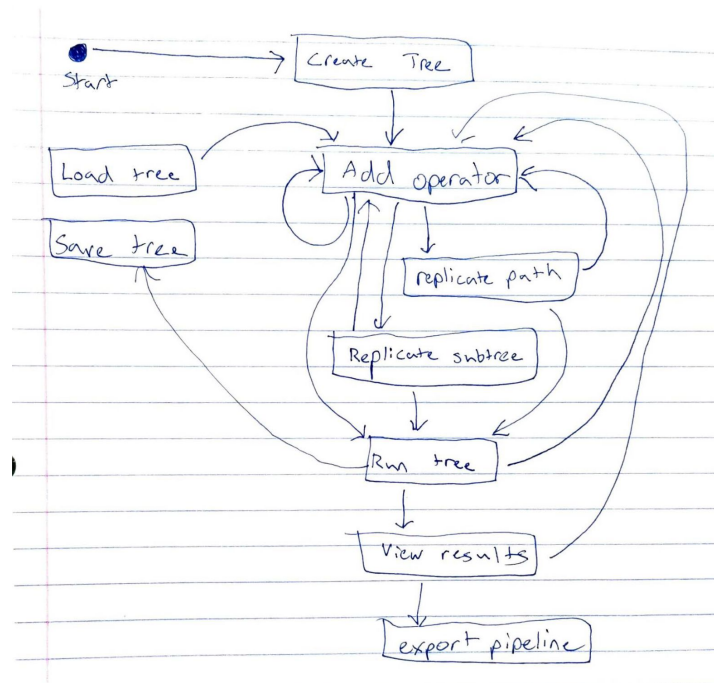 Start
Create Tree
Load tree
Add operator
Save tree
replicate path
Replicate subtree
Run tree
View results
export pipeline